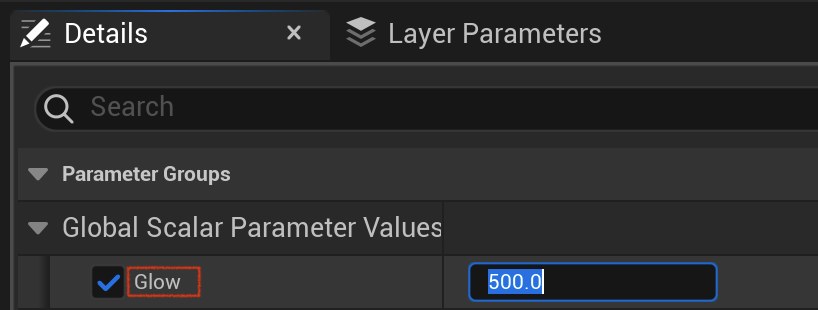 Details × Layer Parameters
Search
Parameter Groups
Global Scalar Parameter Values
Glow 500.0